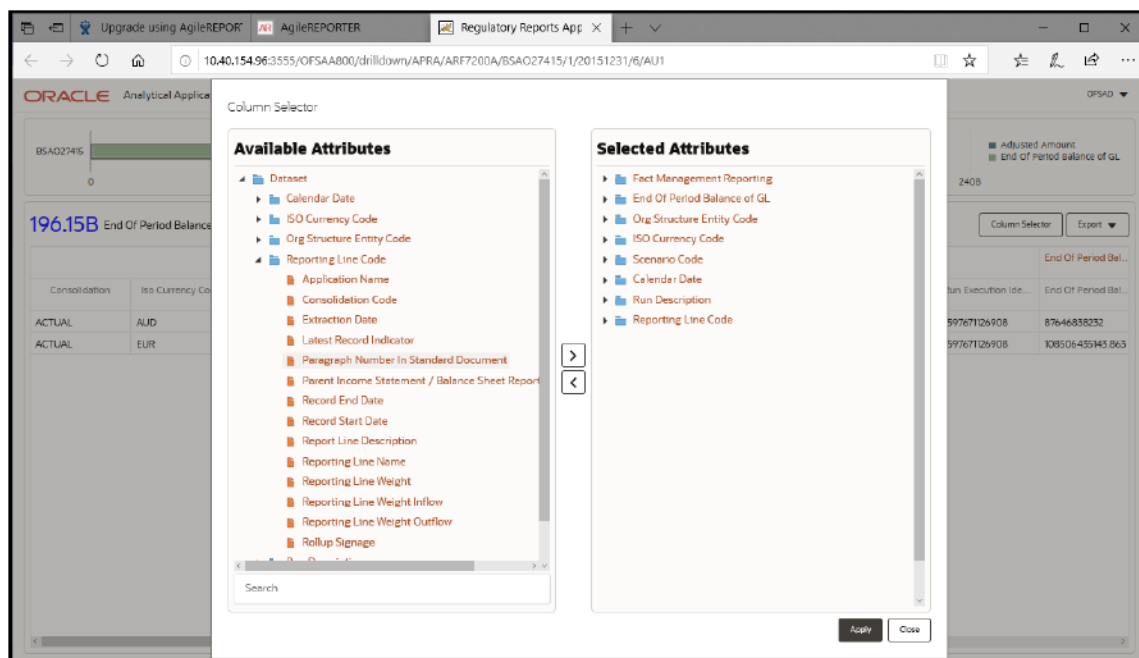 Upgrade using AgileREPOR
AR AgileREPORTER
Regulatory Reports App
10.40.154.96:3555/OFSAA800/drilldown/APRA/ARF7200A/BSAO27415/1/20151231/6/AU1
ORACLE Analytical Applica
OFSAD
Column Selector
BSAO27415
0
240B
Adjusted Amount
End Of Period Balance of GL
196.15B End Of Period Balance
Column Selector
Export
End Of Period Bal...
Consolidation
Iso Currency Co
Run Execution Ide...
End Of Period Bal...
ACTUAL
AUD
597671126908
87646838232
ACTUAL
EUR
597671126908
108506435143.863
Available Attributes
Dataset
Calendar Date
ISO Currency Code
Org Structure Entity Code
Reporting Line Code
Application Name
Consolidation Code
Extraction Date
Latest Record Indicator
Paragraph Number In Standard Document
Parent Income Statement / Balance Sheet Report
Record End Date
Record Start Date
Report Line Description
Reporting Line Name
Reporting Line Weight
Reporting Line Weight Inflow
Reporting Line Weight Outflow
Rollup Signage
Search
Selected Attributes
Fact Management Reporting
End Of Period Balance of GL
Org Structure Entity Code
ISO Currency Code
Scenario Code
Calendar Date
Run Description
Reporting Line Code
Apply
Close